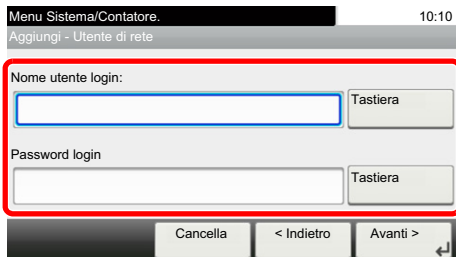 Menu Sistema/Contatore. 10:10
Aggiungi - Utente di rete
Nome utente login:
Tastiera
Password login
Tastiera
Cancella < Indietro Avanti >